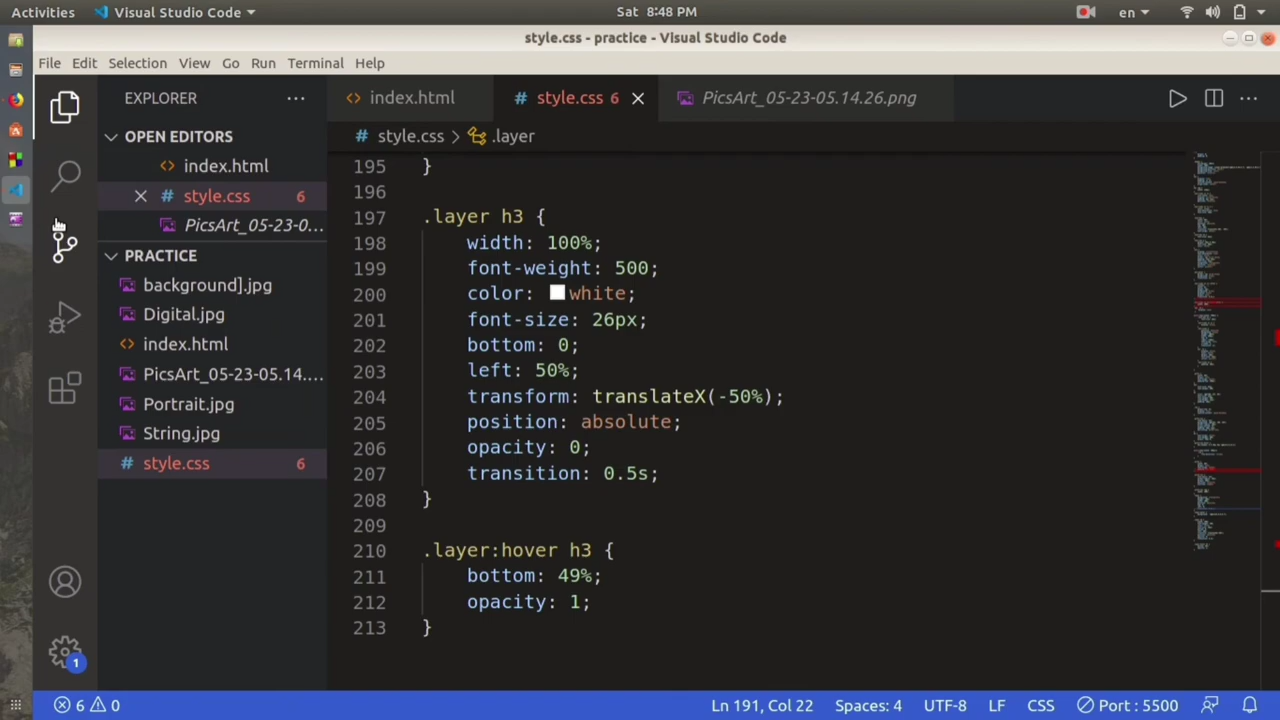 Activities Visual Studio Code Sat 8:48 PM en
style.css - practice - Visual Studio Code
File Edit Selection View Go Run Terminal Help
EXPLORER
index.html
style.css 6
PicsArt_05-23-05.14.26.png
OPEN EDITORS
index.html
style.css 6
PicsArt_05-23-0...
PRACTICE
background].jpg
Digital.jpg
index.html
PicsArt_05-23-05.14....
Portrait.jpg
String.jpg
style.css 6
1
# style.css > .layer
195 }
196
197 .layer h3 {
198 width: 100%;
199 font-weight: 500;
200 color: white;
201 font-size: 26px;
202 bottom: 0;
203 left: 50%;
204 transform: translateX(-50%);
205 position: absolute;
206 opacity: 0;
207 transition: 0.5s;
208 }
209
210 .layer:hover h3 {
211 bottom: 49%;
212 opacity: 1;
213 }
6 0 Ln 191, Col 22 Spaces: 4 UTF-8 LF CSS Port : 5500